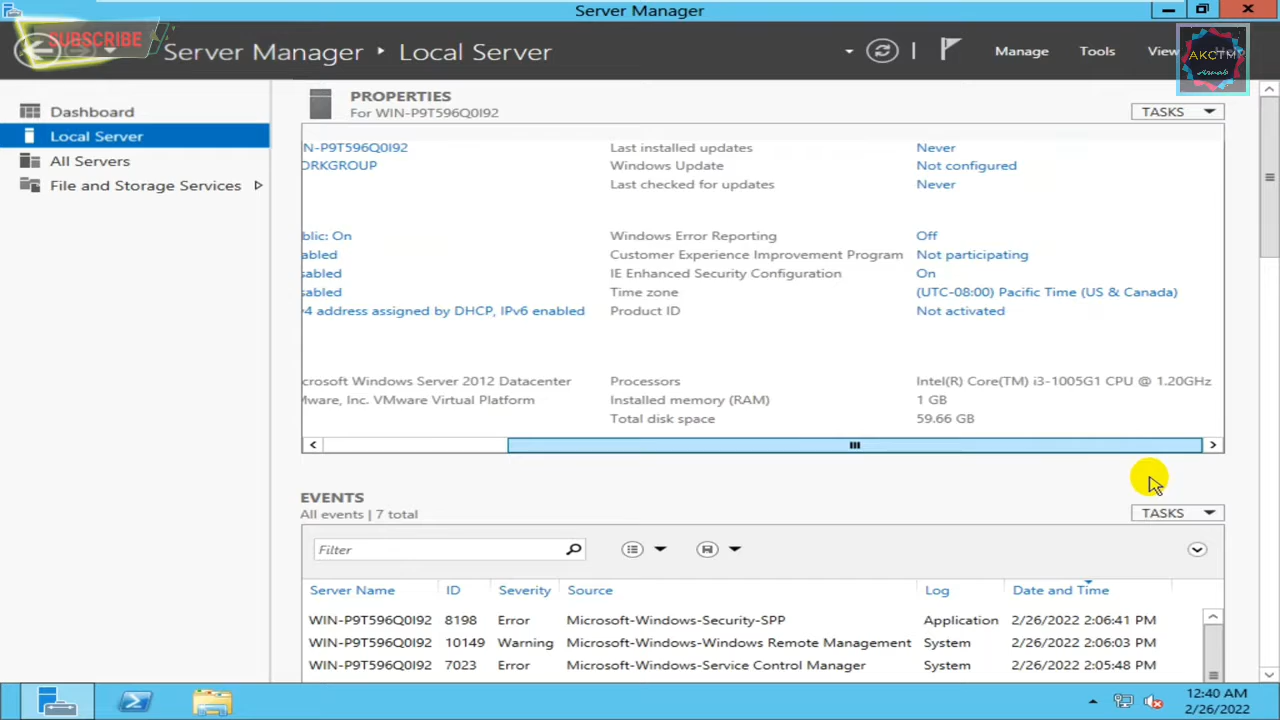 Server Manager
SUBSCRIBE
Server Manager ▸ Local Server
Manage
Tools
View
AKCTM
Arnab
Dashboard
Local Server
All Servers
File and Storage Services
PROPERTIES
For WIN-P9T596Q0I92
TASKS
N-P9T596Q0I92
ORKGROUP
Last installed updates
Never
Windows Update
Not configured
Last checked for updates
Never
blic: On
abled
sabled
sabled
v4 address assigned by DHCP, IPv6 enabled
Windows Error Reporting
Off
Customer Experience Improvement Program
Not participating
IE Enhanced Security Configuration
On
Time zone
(UTC-08:00) Pacific Time (US & Canada)
Product ID
Not activated
crosoft Windows Server 2012 Datacenter
Mware, Inc. VMware Virtual Platform
Processors
Intel(R) Core(TM) i3-1005G1 CPU @ 1.20GHz
Installed memory (RAM)
1 GB
Total disk space
59.66 GB
EVENTS
All events | 7 total
TASKS
Filter
Server Name ID Severity Source Log Date and Time
WIN-P9T596Q0I92 8198 Error Microsoft-Windows-Security-SPP Application 2/26/2022 2:06:41 PM
WIN-P9T596Q0I92 10149 Warning Microsoft-Windows-Windows Remote Management System 2/26/2022 2:06:03 PM
WIN-P9T596Q0I92 7023 Error Microsoft-Windows-Service Control Manager System 2/26/2022 2:05:48 PM
12:40 AM
2/26/2022